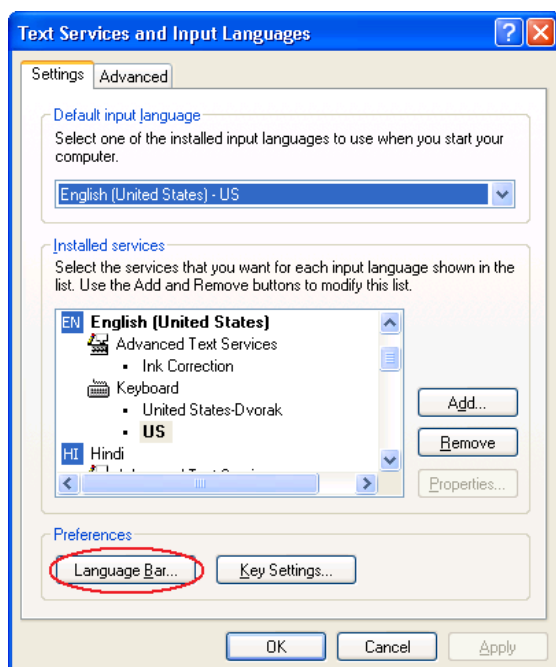 Text Services and Input Languages
Settings
Advanced
Default input language
Select one of the installed input languages to use when you start your
computer.
English (United States) - US
Installed services
Select the services that you want for each input language shown in the
list. Use the Add and Remove buttons to modify this list.
EN English (United States)
Advanced Text Services
• Ink Correction
Keyboard
• United States-Dvorak
• US
HI Hindi
Add...
Remove
Properties...
Preferences
Language Bar...
Key Settings...
OK
Cancel
Apply